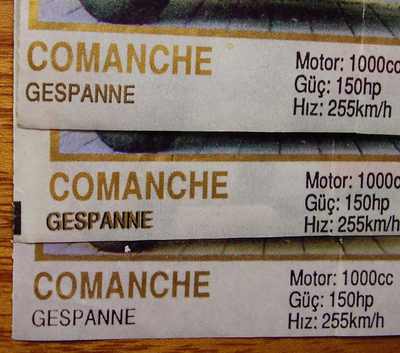 COMANCHE
GESPANNE
Motor: 1000cc
Güç: 150hp
Hız: 255km/h
COMANCHE
GESPANNE
Motor: 1000c
Güç: 150hp
Hız: 255km/h
COMANCHE
GESPANNE
Motor: 1000cc
Güç: 150hp
Hız: 255km/h